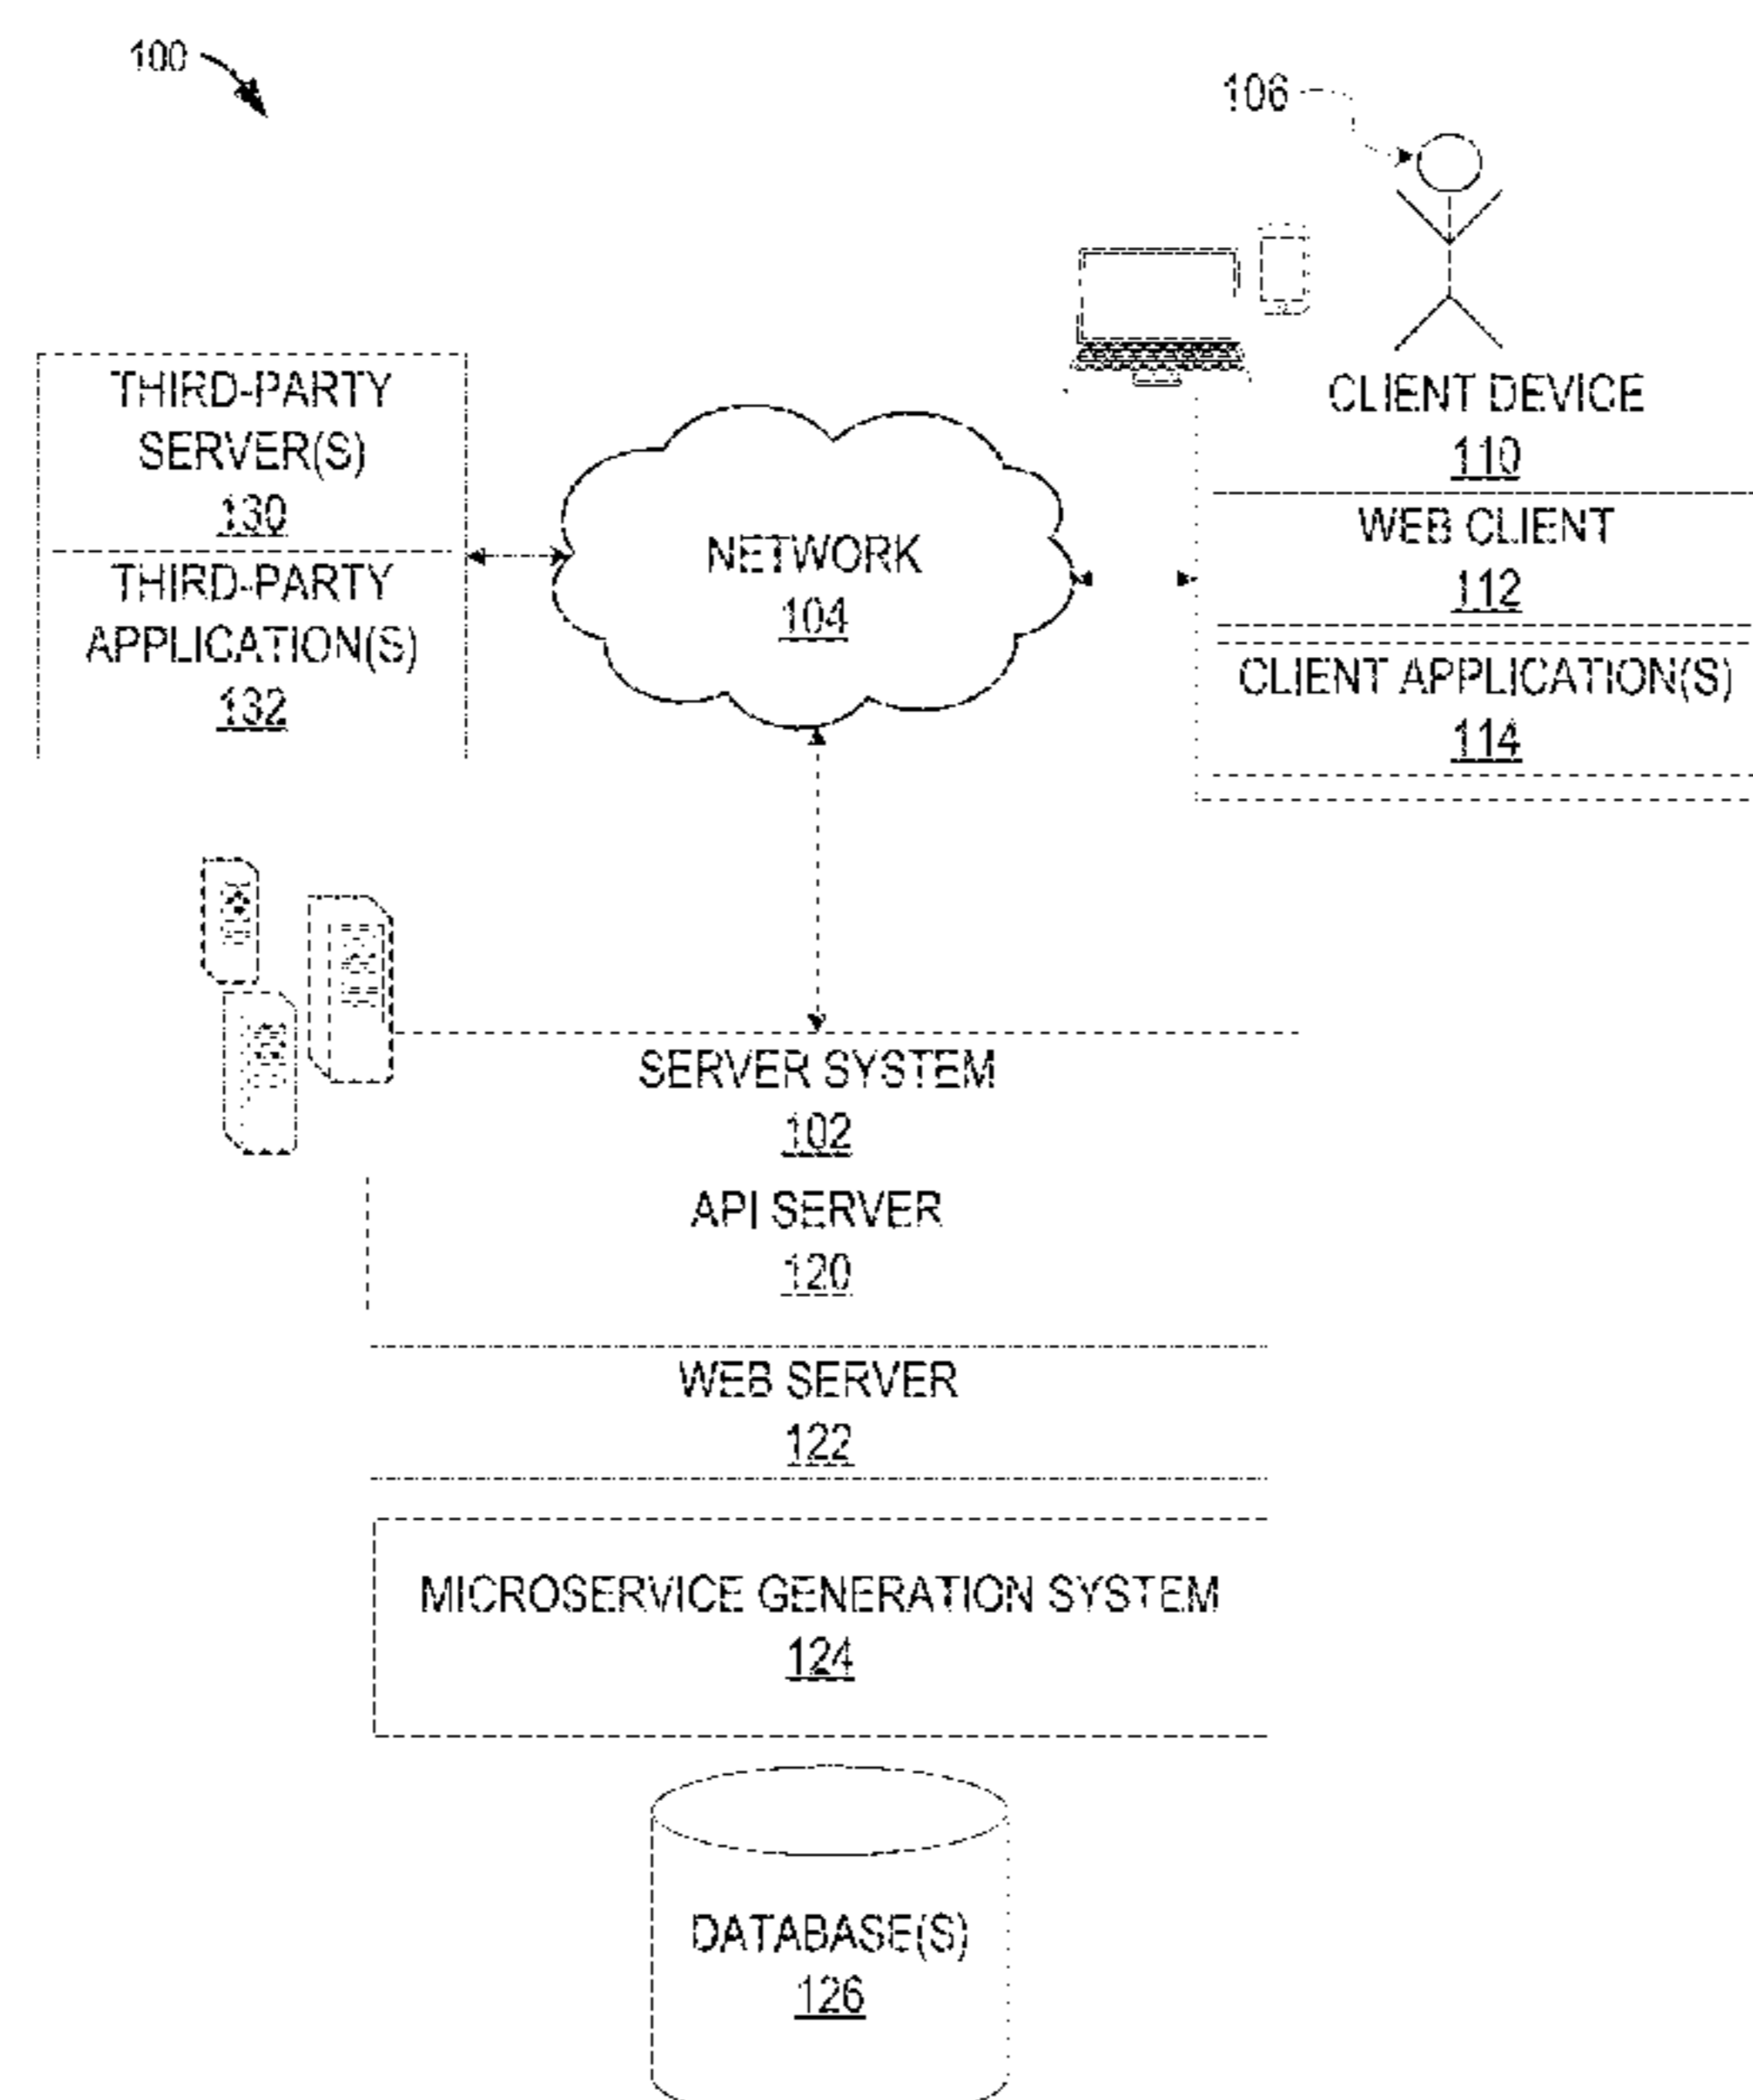 100
106
THIRD-PARTY
SERVER(S)
130
THIRD-PARTY
APPLICATION(S)
132
NETWORK
104
CLIENT DEVICE
110
WEB CLIENT
112
CLIENT APPLICATION(S)
114
SERVER SYSTEM
102
API SERVER
120
WEB SERVER
122
MICROSERVICE GENERATION SYSTEM
124
DATABASE(S)
126